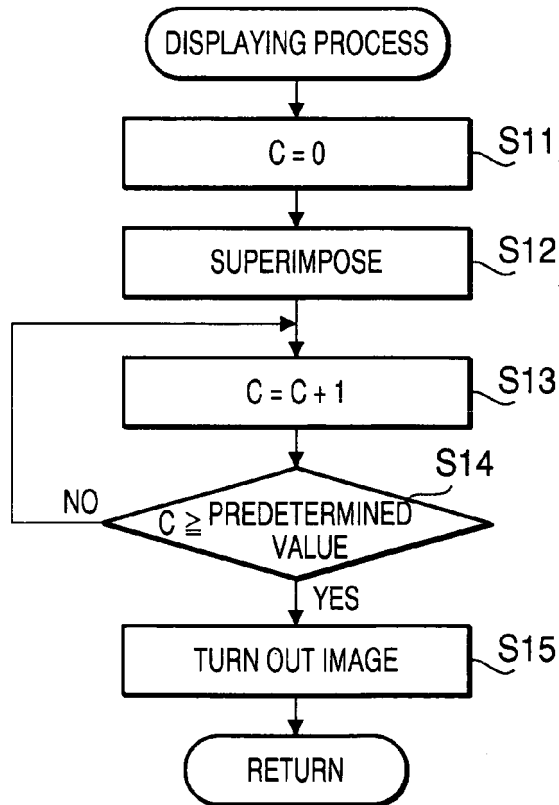 DISPLAYING PROCESS
C = 0
S11
SUPERIMPOSE
S12
C = C + 1
S13
S14
NO
C ≧ PREDETERMINED
VALUE
YES
TURN OUT IMAGE
S15
RETURN